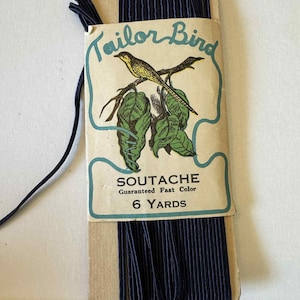 Tailor Bird
SOUTACHE
Guaranteed Fast Color
6 YARDS